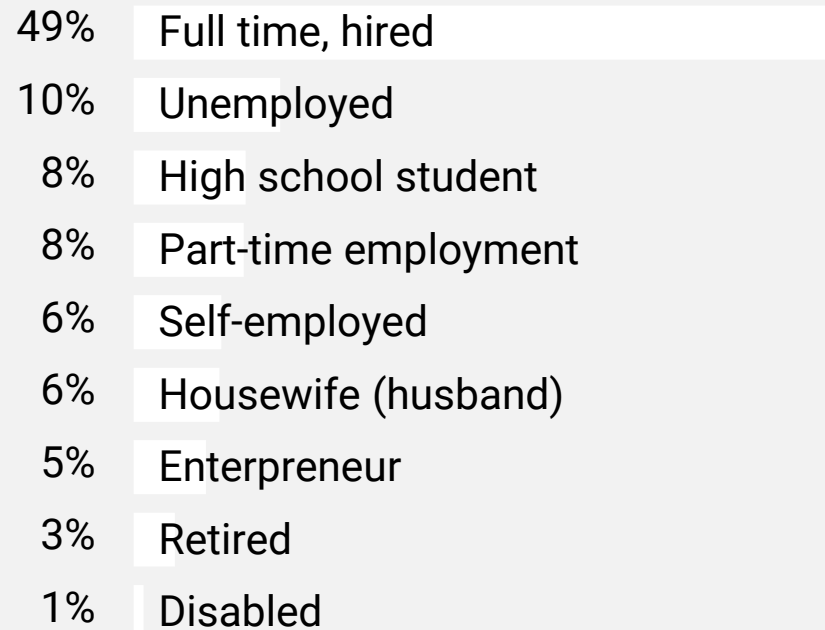 49% Full time, hired
10% Unemployed
8% High school student
8% Part-time employment
6% Self-employed
6% Housewife (husband)
5% Enterpreneur
3% Retired
1% Disabled